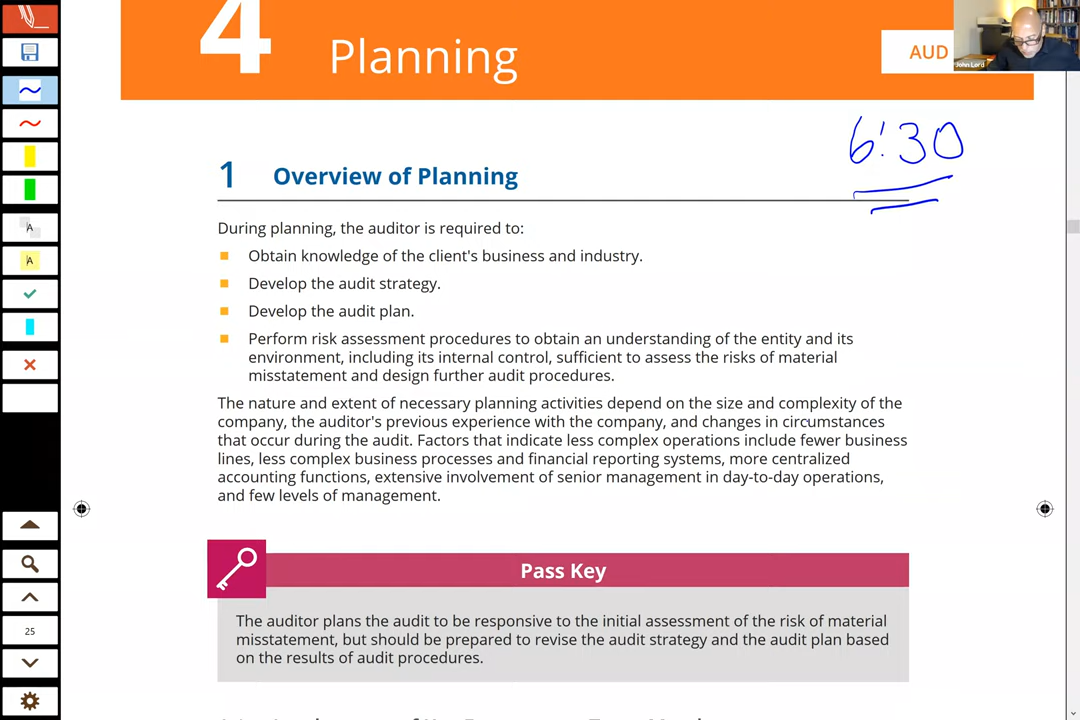 4
Planning
AUD
John Lord
6:30
1 Overview of Planning
During planning, the auditor is required to:
Obtain knowledge of the client's business and industry.
Develop the audit strategy.
Develop the audit plan.
Perform risk assessment procedures to obtain an understanding of the entity and its
environment, including its internal control, sufficient to assess the risks of material
misstatement and design further audit procedures.
The nature and extent of necessary planning activities depend on the size and complexity of the
company, the auditor's previous experience with the company, and changes in circumstances
that occur during the audit. Factors that indicate less complex operations include fewer business
lines, less complex business processes and financial reporting systems, more centralized
accounting functions, extensive involvement of senior management in day-to-day operations,
and few levels of management.
Pass Key
The auditor plans the audit to be responsive to the initial assessment of the risk of material
misstatement, but should be prepared to revise the audit strategy and the audit plan based
on the results of audit procedures.
A
A
25